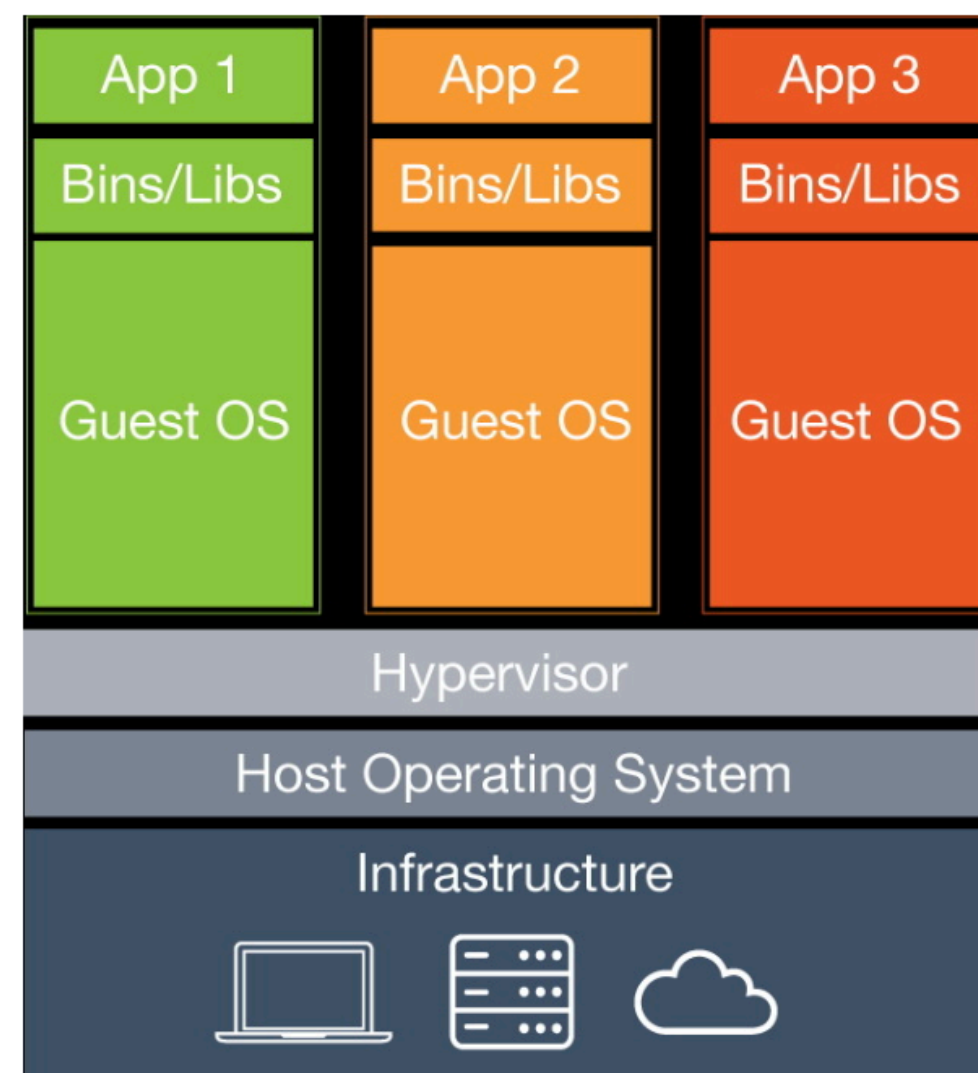 App 1
App 2
App 3
Bins/Libs
Bins/Libs
Bins/Libs
Guest OS
Guest OS
Guest OS
Hypervisor
Host Operating System
Infrastructure